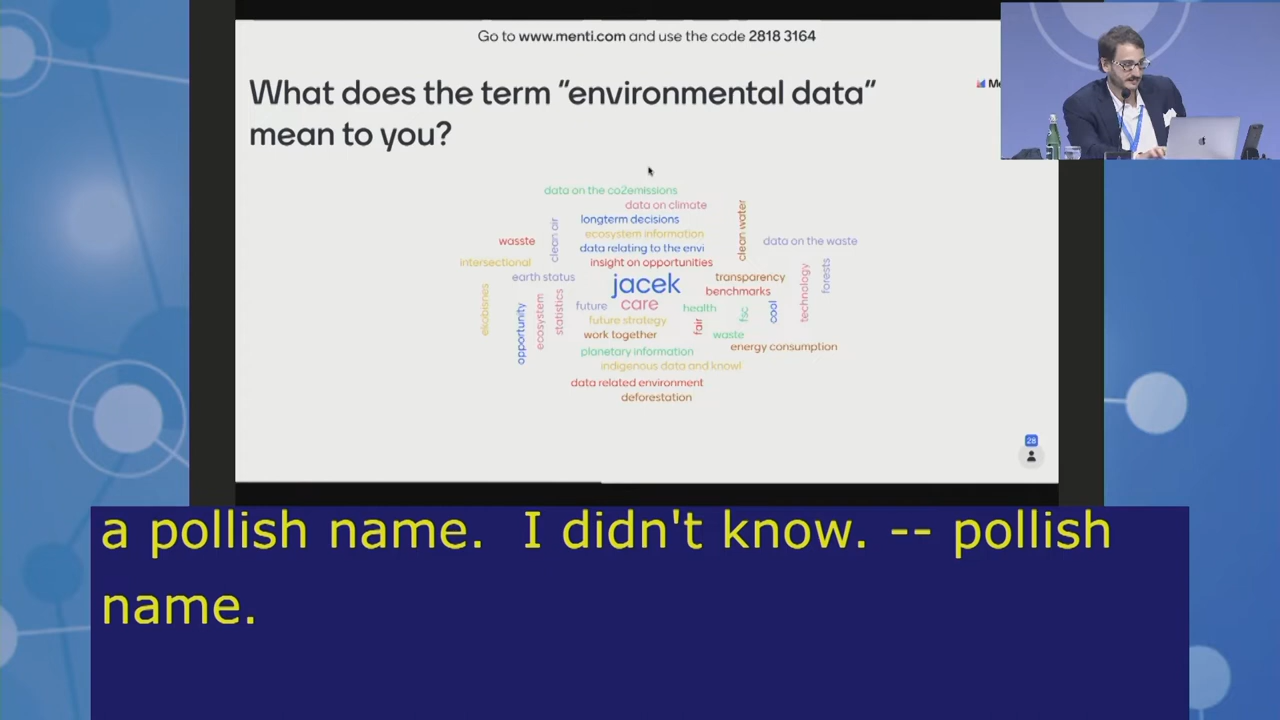 Go to www.menti.com and use the code 2818 3164
What does the term "environmental data"
mean to you?
data on the co2emissions
data on climate
longterm decisions
clean air
clean water
ecosystem information
wasste
data relating to the envi
data on the waste
intersectional
insight on opportunities
earth status
jacek
transparency
forests
technology
benchmarks
ekobisnes
opportunity
ecosystem
statistics
future
care
health
fsc
cool
future strategy
fair
work together
waste
energy consumption
planetary information
indigenous data and knowl
data related environment
deforestation
28
a pollish name. I didn't know. -- pollish
name.